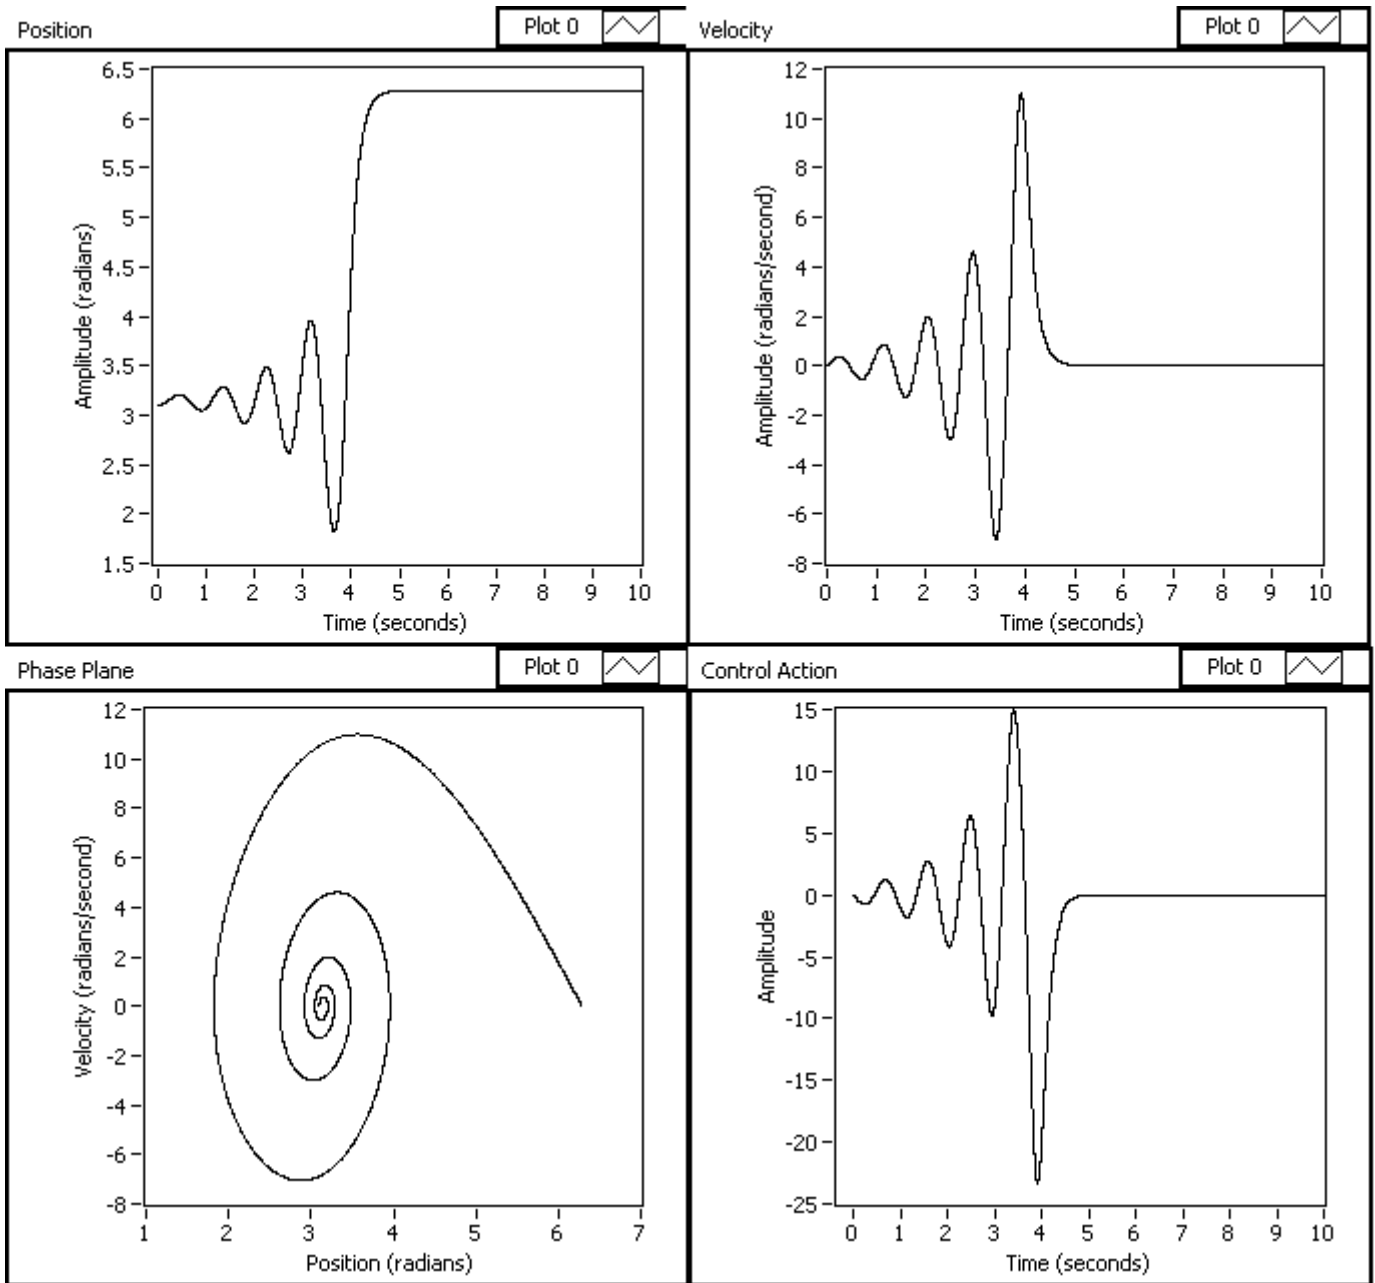 Position
Plot 0
Amplitude (radians)
6.5
6
5.5
5
4.5
4
3.5
3
2.5
2
1.5
0 1 2 3 4 5 6 7 8 9 10
Time (seconds)
Velocity
Plot 0
Amplitude (radians/second)
12
10
8
6
4
2
0
-2
-4
-6
-8
0 1 2 3 4 5 6 7 8 9 10
Time (seconds)
Phase Plane
Plot 0
Velocity (radians/second)
12
10
8
6
4
2
0
-2
-4
-6
-8
1 2 3 4 5 6 7
Position (radians)
Control Action
Plot 0
Amplitude
15
10
5
0
-5
-10
-15
-20
-25
0 1 2 3 4 5 6 7 8 9 10
Time (seconds)